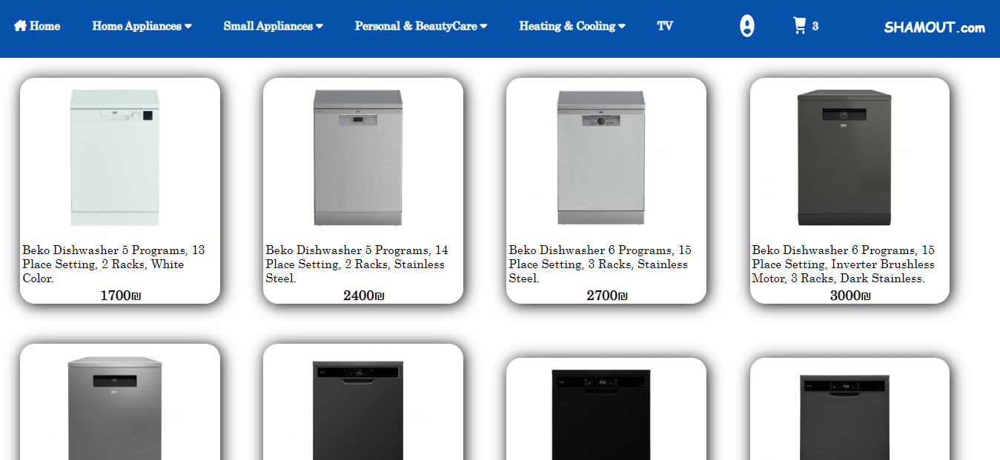 Home
Home Appliances
Small Appliances
Personal & BeautyCare
Heating & Cooling
TV
3
SHAMOUT.com
Beko Dishwasher 5 Programs, 13
Place Setting, 2 Racks, White
Color.
1700₪
Beko Dishwasher 5 Programs, 14
Place Setting, 2 Racks, Stainless
Steel.
2400₪
Beko Dishwasher 6 Programs, 15
Place Setting, 3 Racks, Stainless
Steel.
2700₪
Beko Dishwasher 6 Programs, 15
Place Setting, Inverter Brushless
Motor, 3 Racks, Dark Stainless.
3000₪